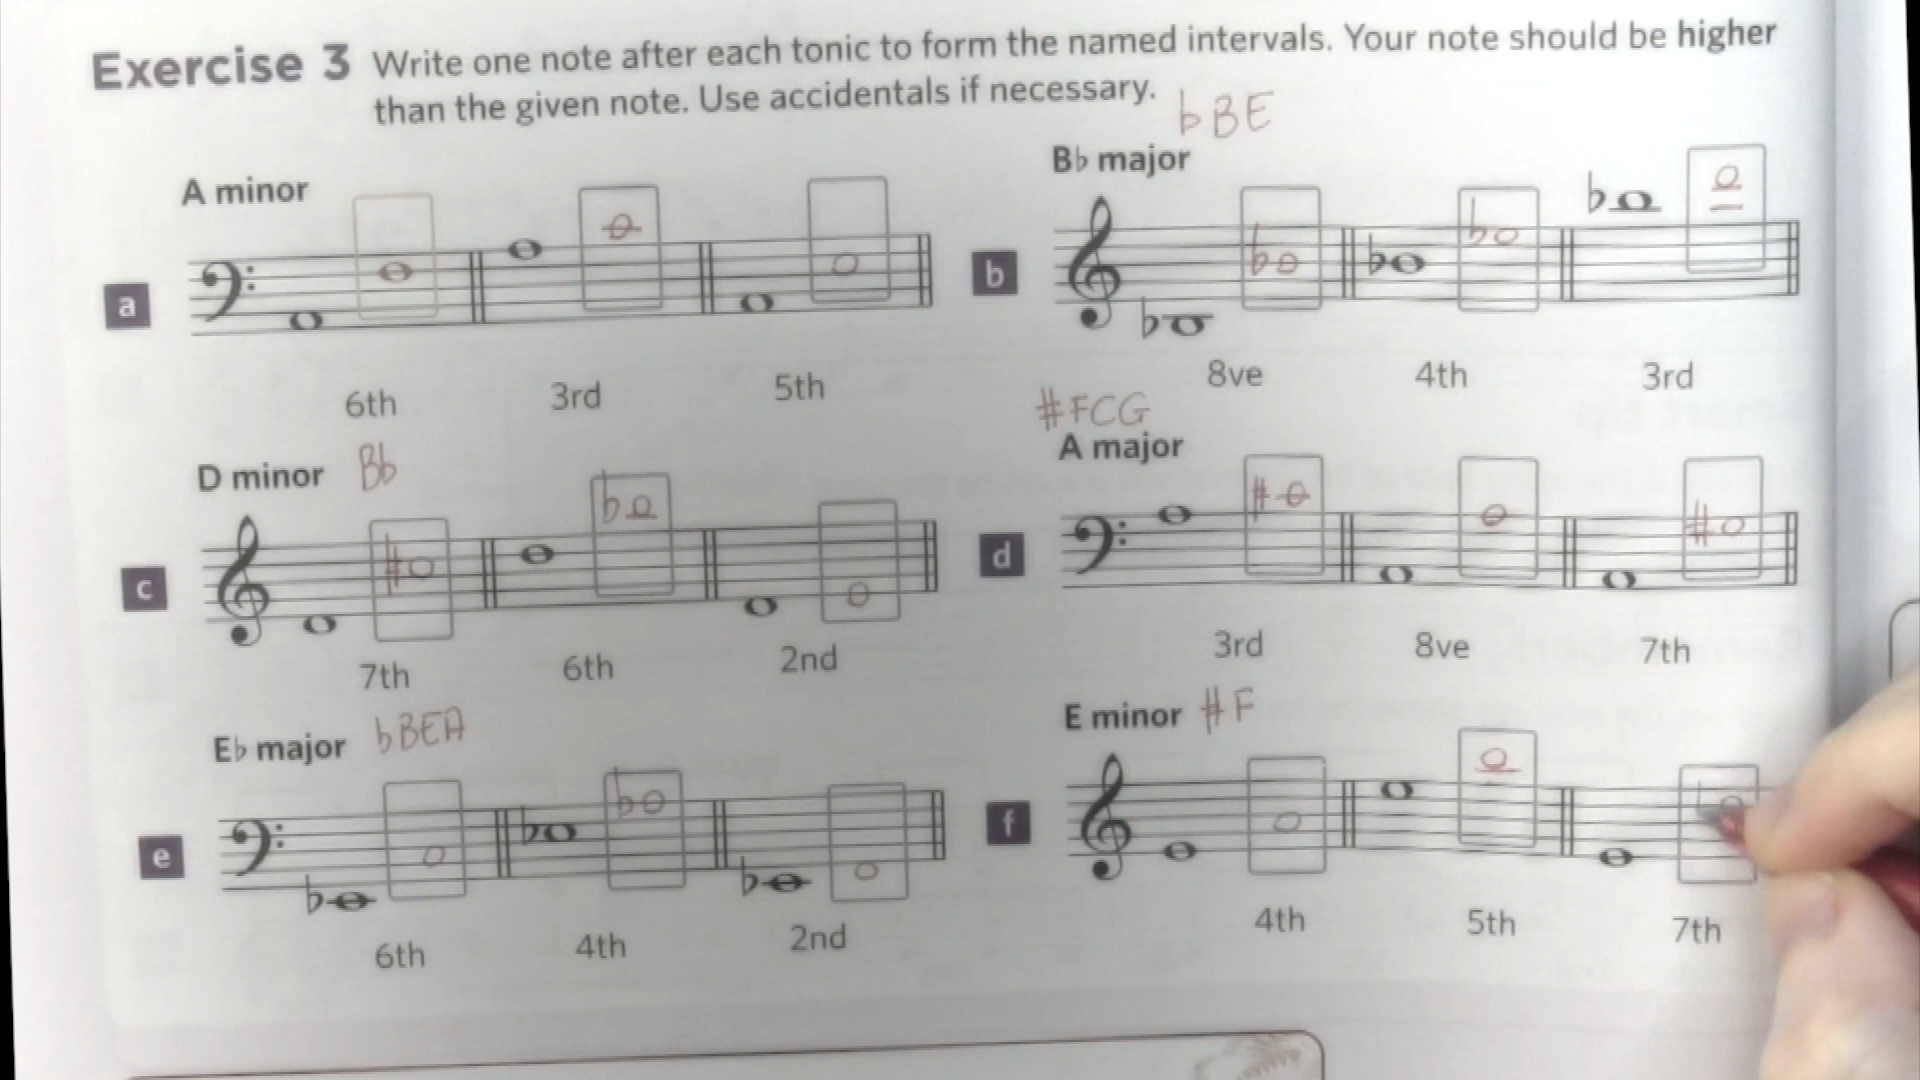 Exercise 3 Write one note after each tonic to form the named intervals. Your note should be higher
than the given note. Use accidentals if necessary.
♭BE
A minor
B♭ major
a
b
6th 3rd 5th
8ve 4th 3rd
#FCG
D minor B♭
A major
c
d
7th 6th 2nd
3rd 8ve 7th
E♭ major ♭BEA
E minor #F
e
f
6th 4th 2nd
4th 5th 7th